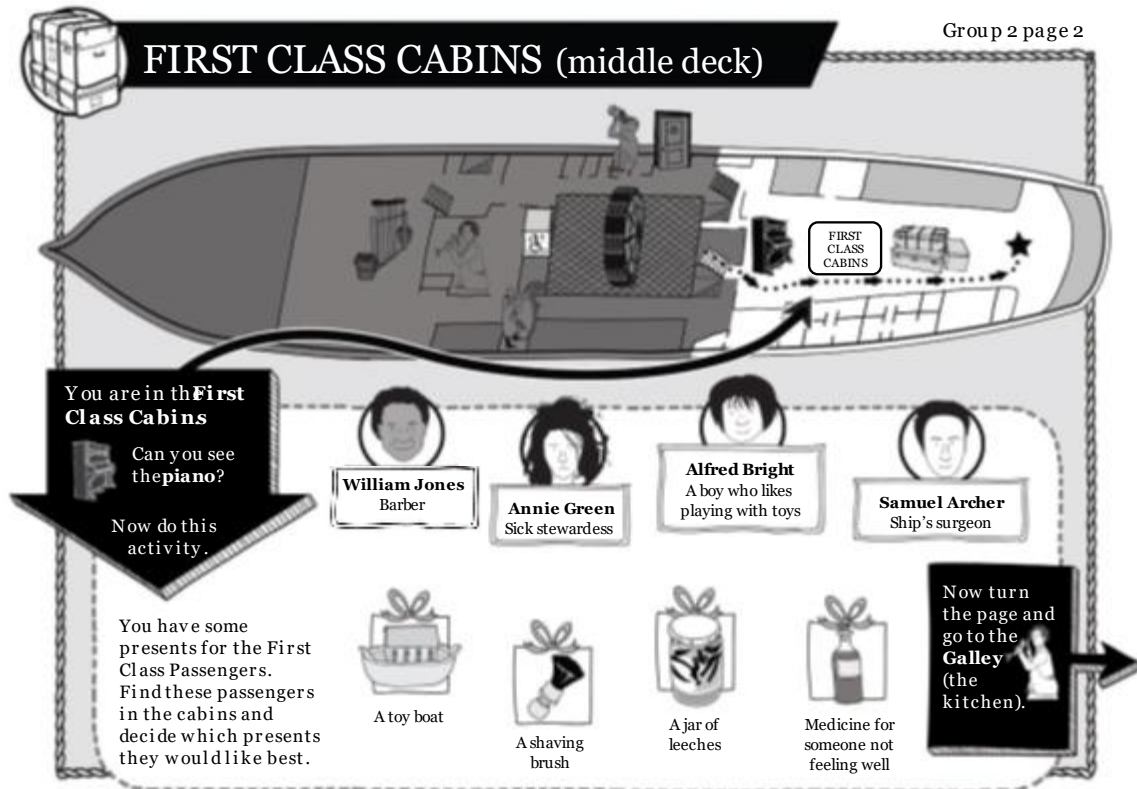 Group 2 page 2
FIRST CLASS CABINS (middle deck)
FIRST
CLASS
CABINS
You are in the First
Class Cabins
Can you see
the piano?
Now do this
activity.
William Jones
Barber
Annie Green
Sick stewardess
Alfred Bright
A boy who likes
playing with toys
Samuel Archer
Ship's surgeon
You have some
presents for the First
Class Passengers.
Find these passengers
in the cabins and
decide which presents
they would like best.
A toy boat
A shaving
brush
A jar of
leeches
Medicine for
someone not
feeling well
Now turn
the page and
go to the
Galley
(the
kitchen).